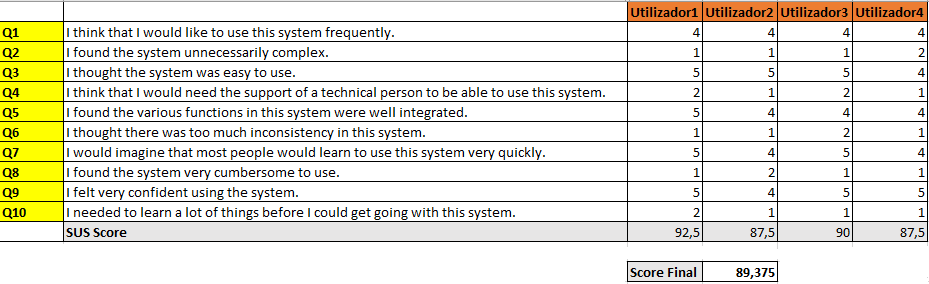 Utilizador1 Utilizador2 Utilizador3 Utilizador4
Q1 I think that I would like to use this system frequently. 4 4 4 4
Q2 I found the system unnecessarily complex. 1 1 1 2
Q3 I thought the system was easy to use. 5 5 5 4
Q4 I think that I would need the support of a technical person to be able to use this system. 2 1 2 1
Q5 I found the various functions in this system were well integrated. 5 4 4 4
Q6 I thought there was too much inconsistency in this system. 1 1 2 1
Q7 I would imagine that most people would learn to use this system very quickly. 5 4 5 4
Q8 I found the system very cumbersome to use. 1 2 1 1
Q9 I felt very confident using the system. 5 4 5 5
Q10 I needed to learn a lot of things before I could get going with this system. 2 1 1 1
SUS Score 92,5 87,5 90 87,5
Score Final 89,375